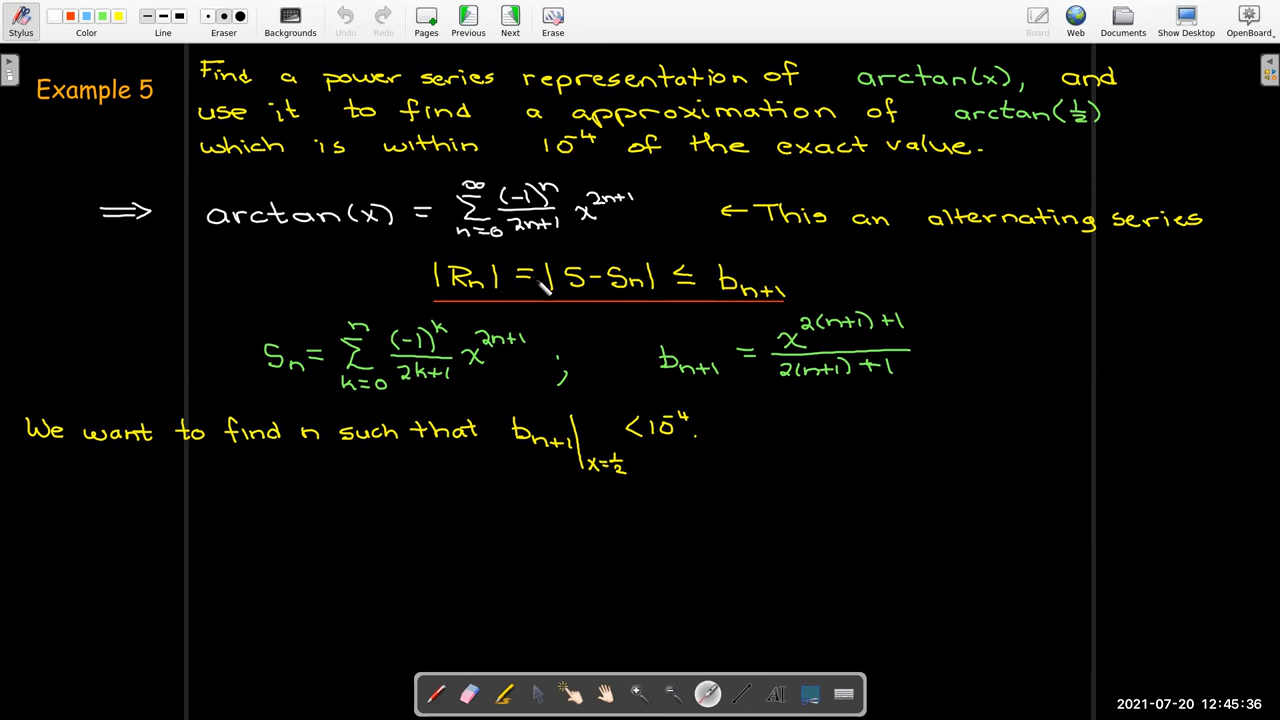 Stylus Color Line Eraser Backgrounds Undo Redo Pages Previous Next Erase Board Web Documents Show Desktop OpenBoard
Example 5
Find a power series representation of arctan(x), and
use it to find a approximation of arctan(1/2)
which is within 10^-4 of the exact value.
⇒ arctan(x) = ∑_{n=0}^{∞} (-1)^n/(2n+1) x^{2n+1} ← This an alternating series
|Rn| = |S-Sn| ≤ b_{n+1}
Sn = ∑_{k=0}^{n} (-1)^k/(2k+1) x^{2n+1} ; b_{n+1} = x^{2(n+1)+1}/(2(n+1)+1)
We want to find n such that b_{n+1}|_{x=1/2} < 10^-4.
2021-07-20 12:45:36